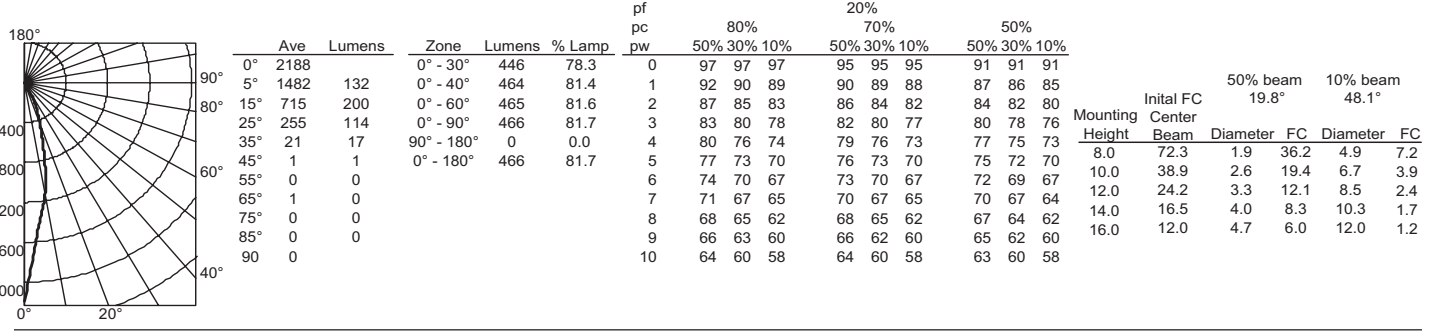 180°
90°
80°
60°
40°
400
800
200
600
000
0° 20°
Ave Lumens
0° 2188
5° 1482 132
15° 715 200
25° 255 114
35° 21 17
45° 1 1
55° 0 0
65° 1 0
75° 0 0
85° 0 0
90 0
Zone Lumens % Lamp
0° - 30° 446 78.3
0° - 40° 464 81.4
0° - 60° 465 81.6
0° - 90° 466 81.7
90° - 180° 0 0.0
0° - 180° 466 81.7
pf 20%
pc 80% 70% 50%
pw 50% 30% 10% 50% 30% 10% 50% 30% 10%
0 97 97 97 95 95 95 91 91 91
1 92 90 89 90 89 88 87 86 85
2 87 85 83 86 84 82 84 82 80
3 83 80 78 82 80 77 80 78 76
4 80 76 74 79 76 73 77 75 73
5 77 73 70 76 73 70 75 72 70
6 74 70 67 73 70 67 72 69 67
7 71 67 65 70 67 65 70 67 64
8 68 65 62 68 65 62 67 64 62
9 66 63 60 66 62 60 65 62 60
10 64 60 58 64 60 58 63 60 58
50% beam 10% beam
19.8° 48.1°
Mounting Height
Inital FC Center Beam
Diameter FC Diameter FC
8.0 72.3 1.9 36.2 4.9 7.2
10.0 38.9 2.6 19.4 6.7 3.9
12.0 24.2 3.3 12.1 8.5 2.4
14.0 16.5 4.0 8.3 10.3 1.7
16.0 12.0 4.7 6.0 12.0 1.2